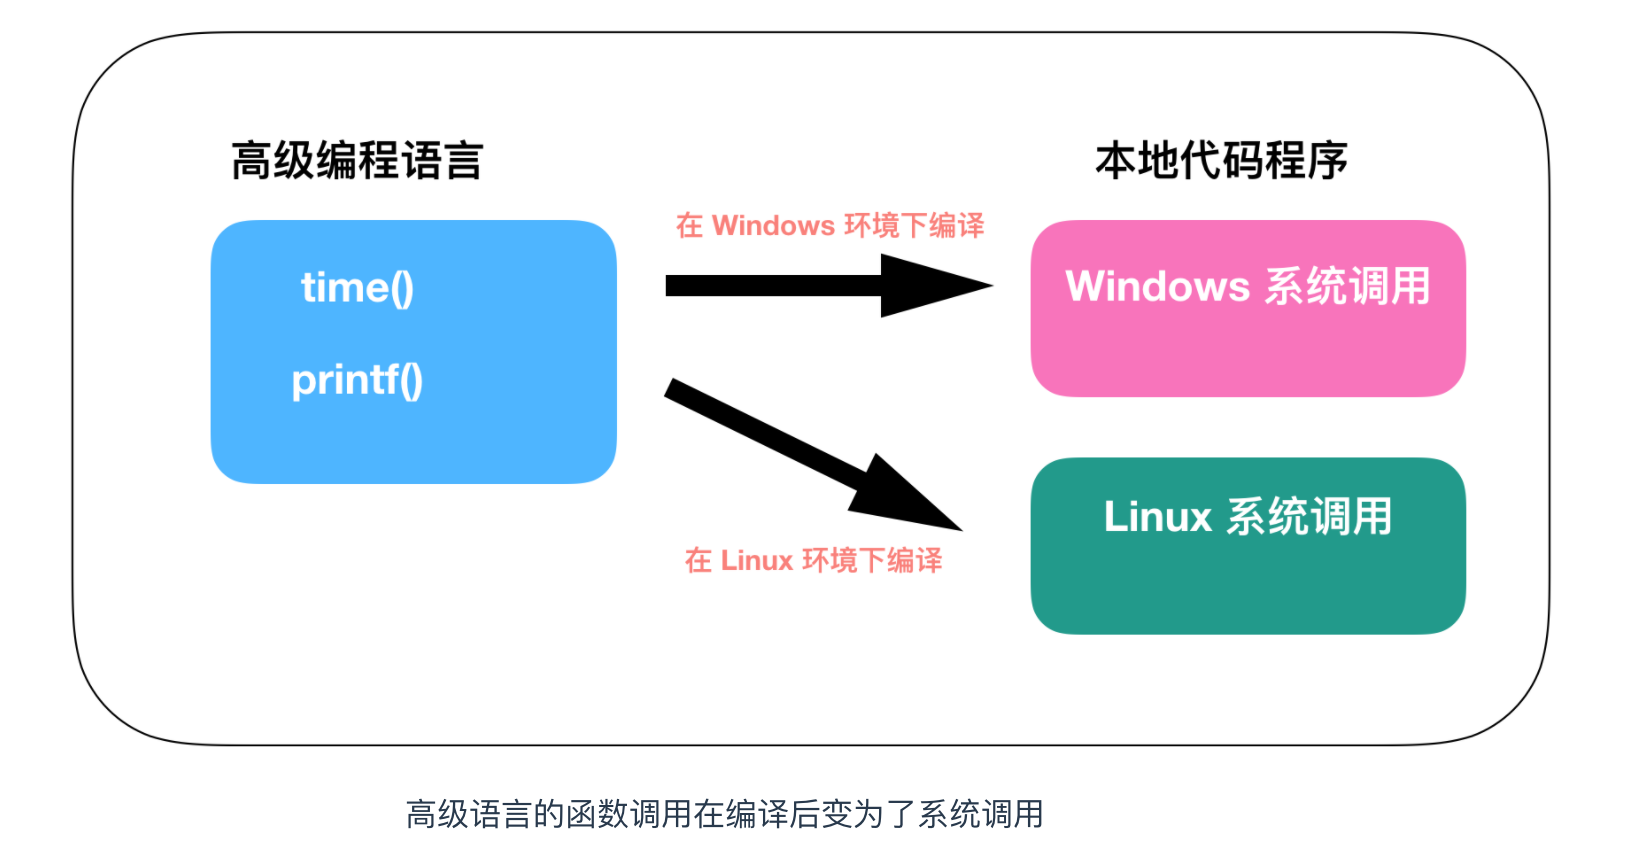 高级编程语言
time()
printf()
在 Windows 环境下编译
在 Linux 环境下编译
本地代码程序
Windows 系统调用
Linux 系统调用
高级语言的函数调用在编译后变为了系统调用